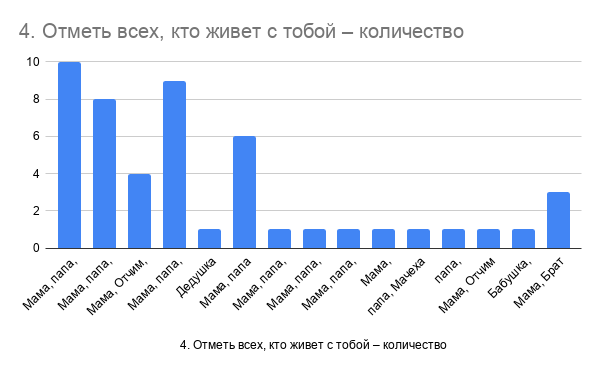 4. Отметь всех, кто живет с тобой – количество
10
8
6
4
2
0
Мама, папа,
Мама, папа,
Мама, Отчим,
Мама, папа,
Дедушка
Мама, папа
Мама, папа,
Мама, папа,
Мама, папа,
Мама,
папа, Мачеха
папа,
Мама, Отчим
Бабушка,
Мама, Брат
4. Отметь всех, кто живет с тобой – количество